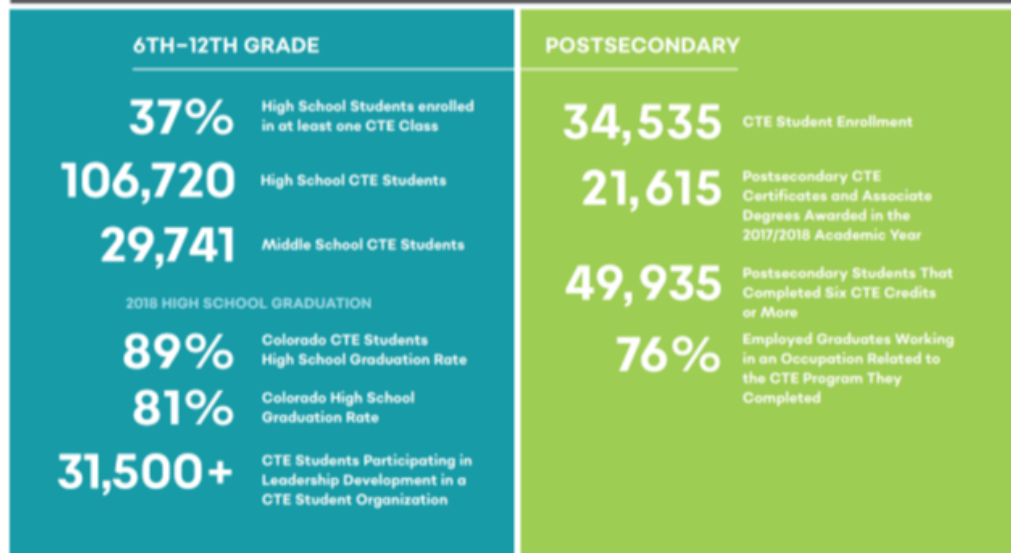 6TH–12TH GRADE
37%
High School Students enrolled
in at least one CTE Class
106,720
High School CTE Students
29,741
Middle School CTE Students
2018 HIGH SCHOOL GRADUATION
89%
Colorado CTE Students
High School Graduation Rate
81%
Colorado High School
Graduation Rate
31,500+
CTE Students Participating in
Leadership Development in a
CTE Student Organization
POSTSECONDARY
34,535
CTE Student Enrollment
21,615
Postsecondary CTE
Certificates and Associate
Degrees Awarded in the
2017/2018 Academic Year
49,935
Postsecondary Students That
Completed Six CTE Credits
or More
76%
Employed Graduates Working
in an Occupation Related to
the CTE Program They
Completed